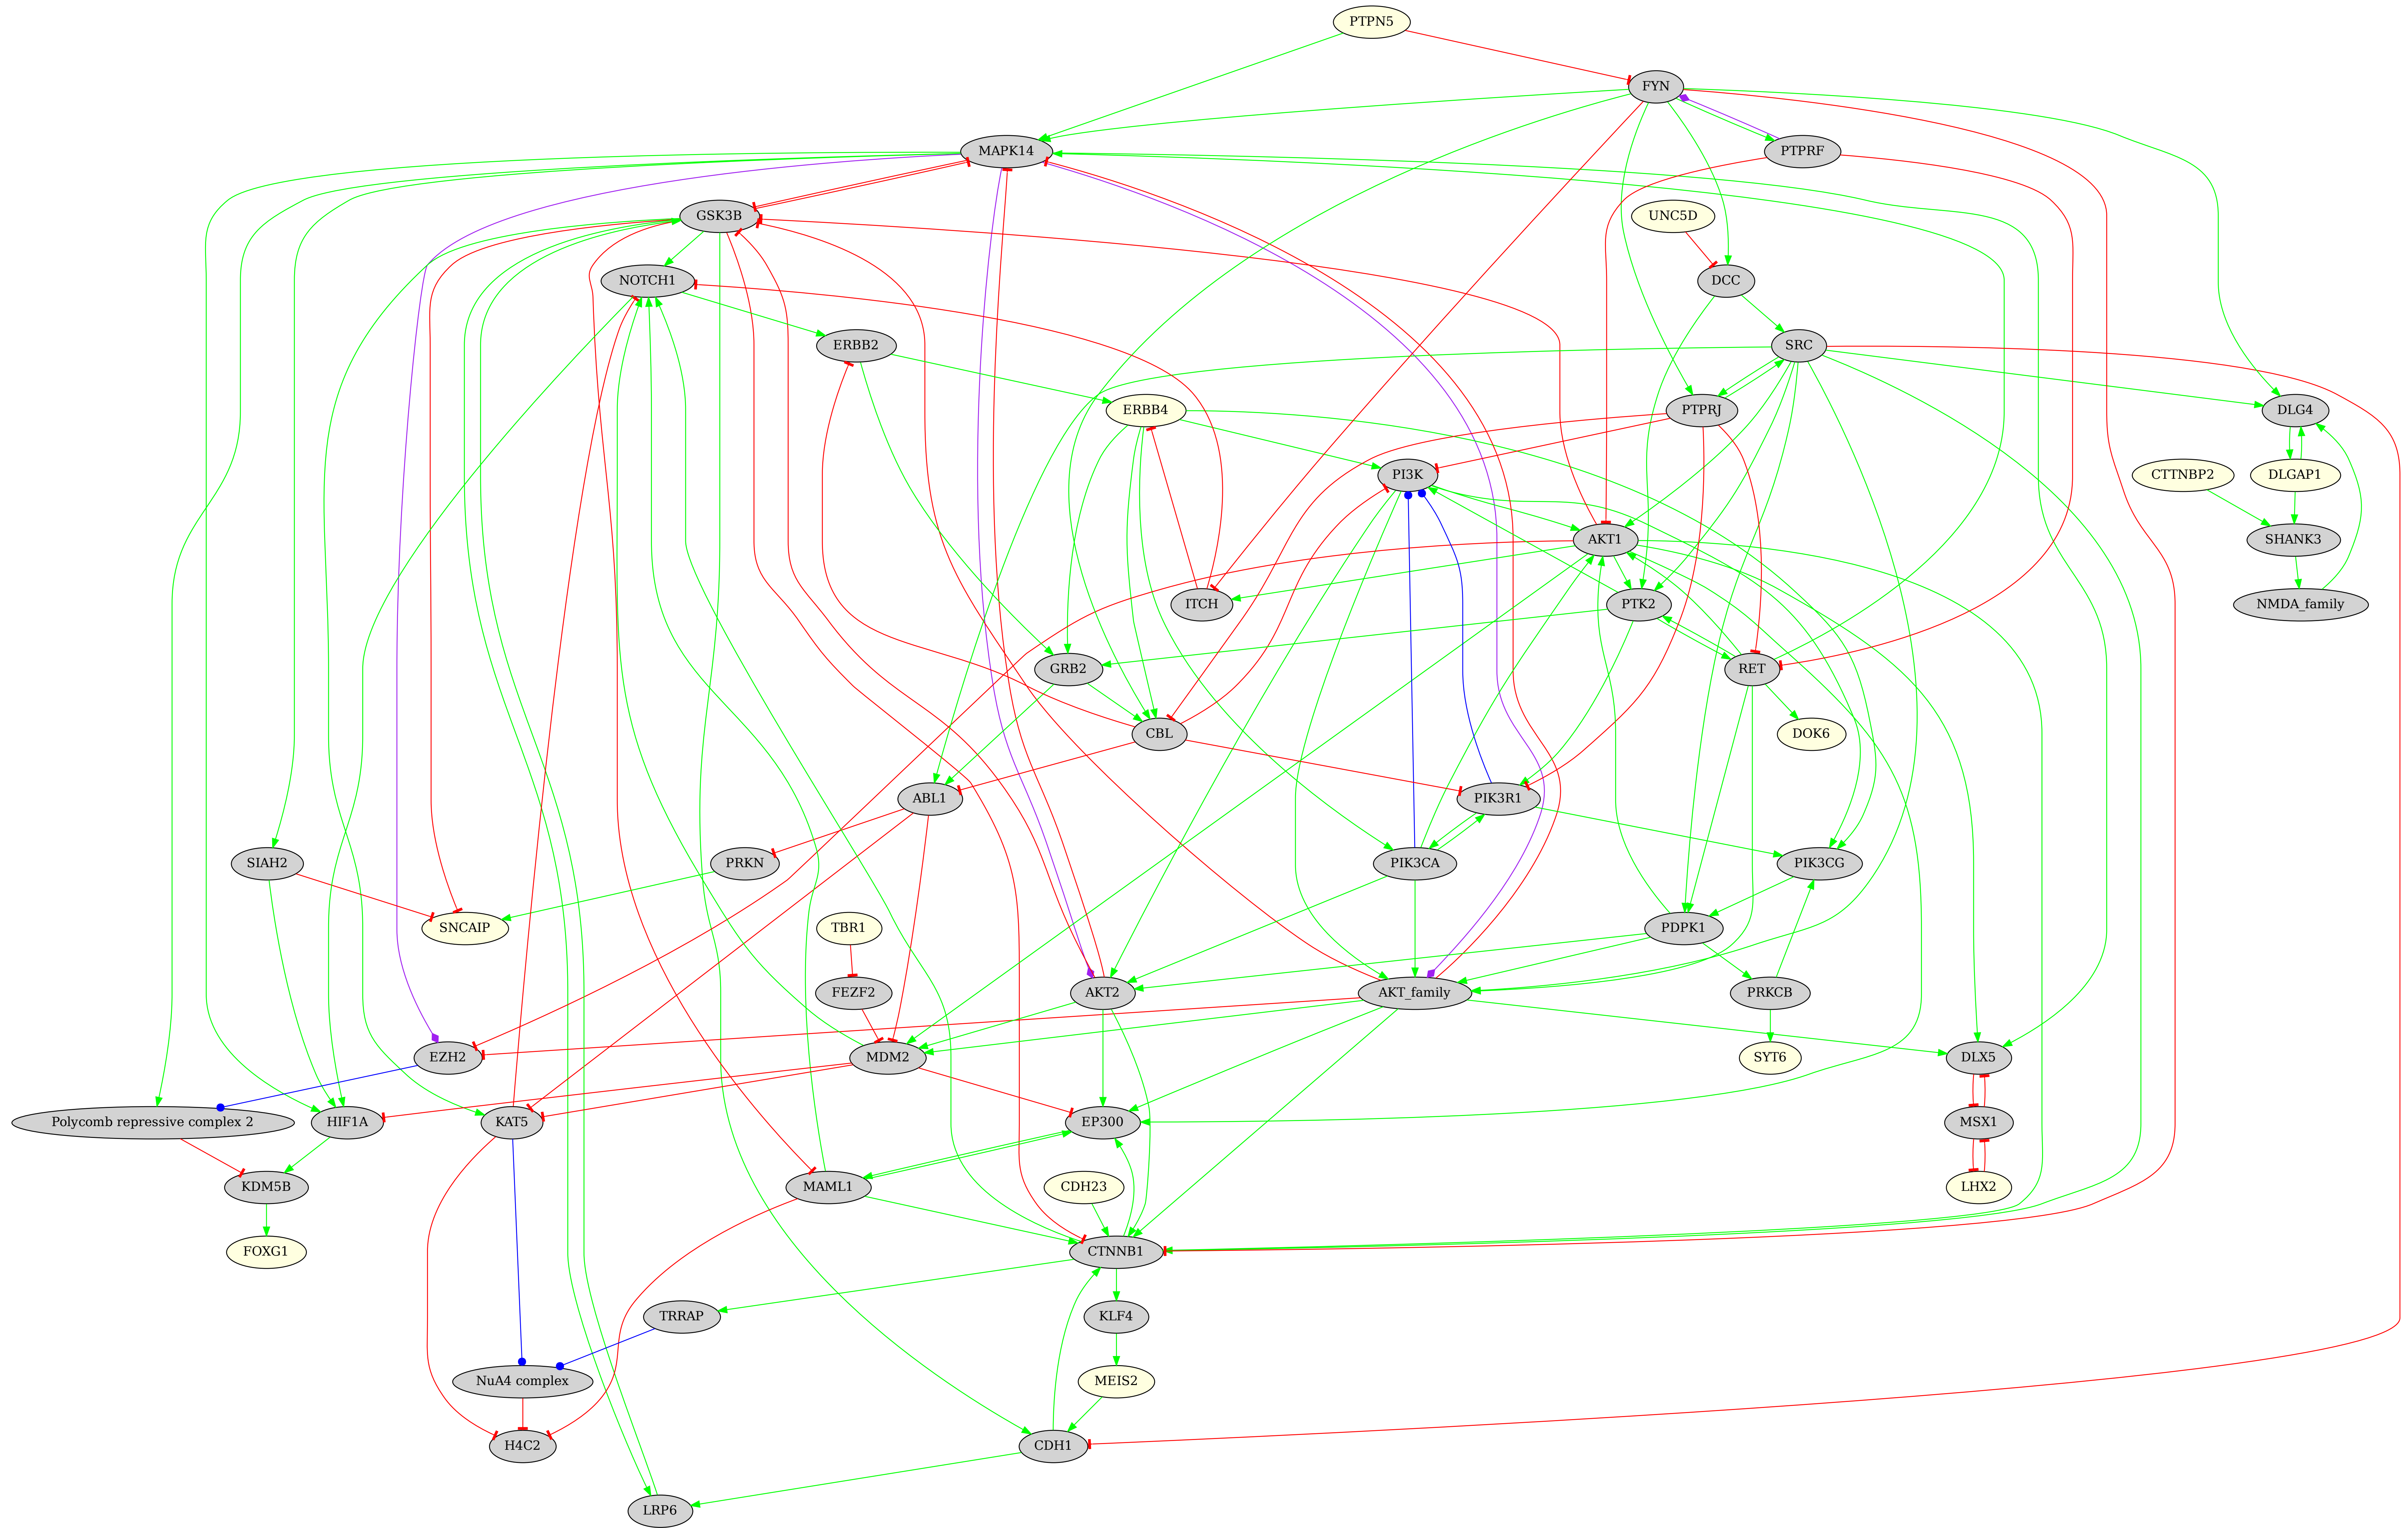 PTPN5
FYN
MAPK14
PTPRF
GSK3B
UNC5D
NOTCH1
DCC
ERBB2
SRC
ERBB4
PTPRJ
DLG4
PI3K
CTTNBP2
DLGAP1
AKT1
SHANK3
ITCH
PTK2
NMDA_family
GRB2
RET
CBL
DOK6
ABL1
PIK3R1
SIAH2
PRKN
PIK3CA
PIK3CG
SNCAIP
TBR1
PDPK1
FEZF2
AKT2
AKT_family
PRKCB
EZH2
MDM2
SYT6
DLX5
Polycomb repressive complex 2
HIF1A
KAT5
EP300
MSX1
KDM5B
MAML1
CDH23
LHX2
FOXG1
CTNNB1
TRRAP
KLF4
NuA4 complex
MEIS2
H4C2
CDH1
LRP6